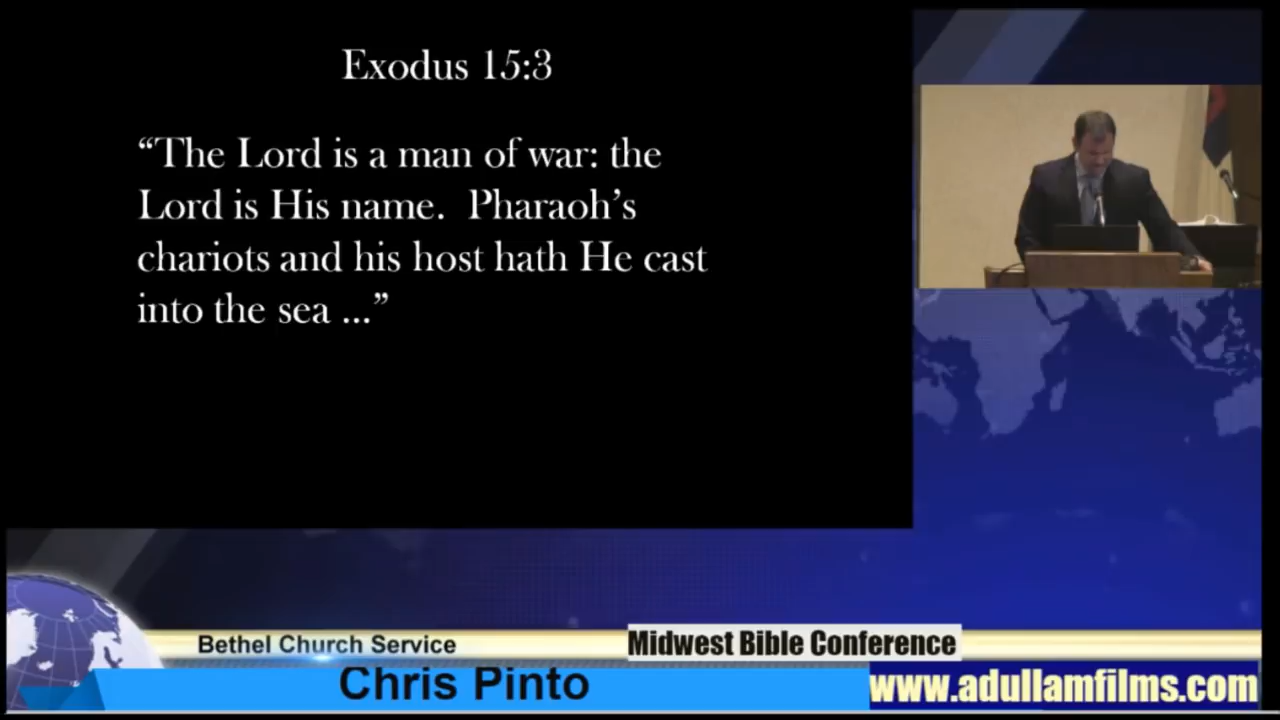 Exodus 15:3
“The Lord is a man of war: the
Lord is His name.  Pharaoh’s
chariots and his host hath He cast
into the sea ...”
Bethel Church Service
Midwest Bible Conference
Chris Pinto
www.adullamfilms.com